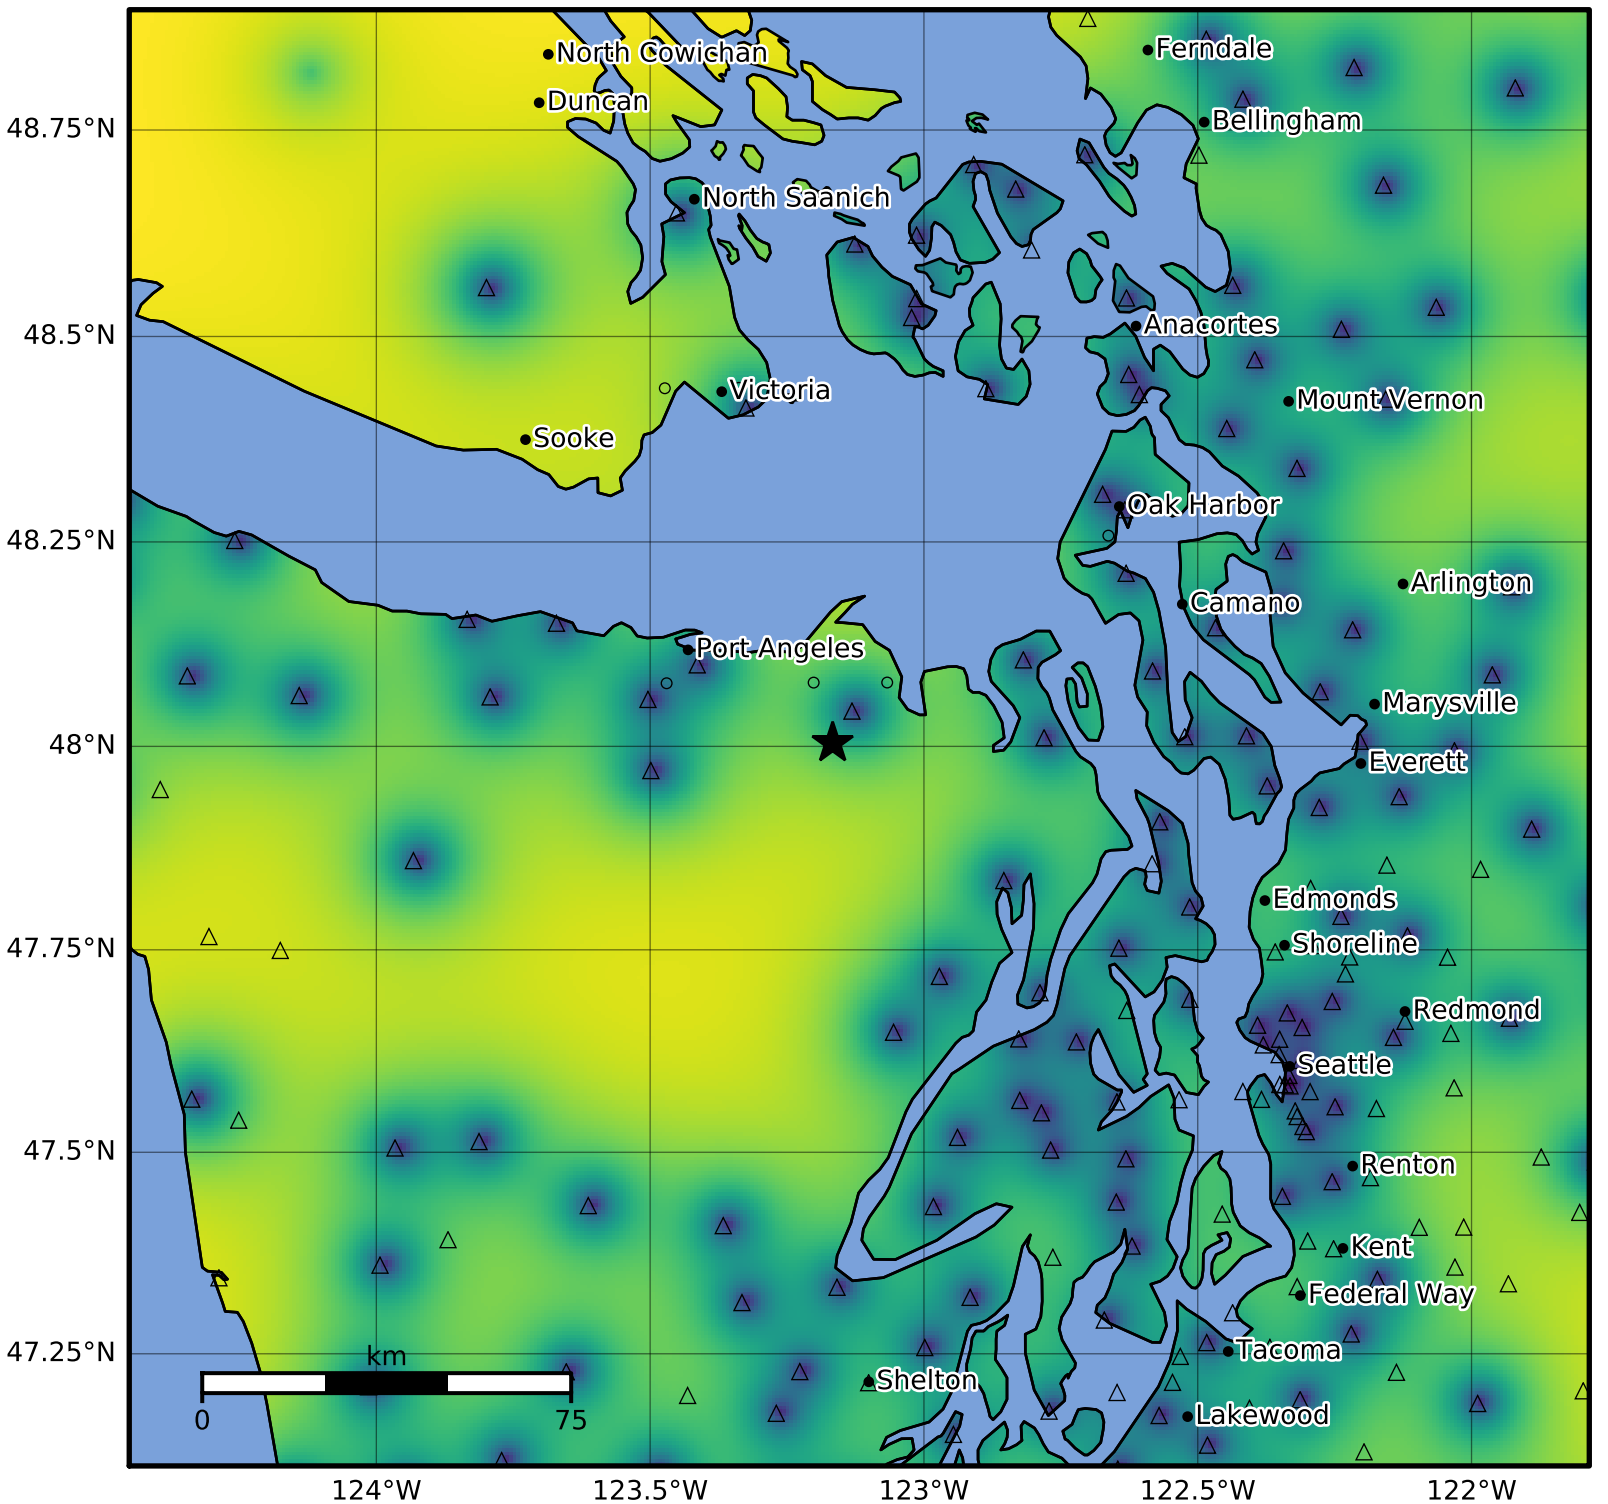 North Cowichan
Ferndale
Duncan
Bellingham
48.75°N
North Saanich
48.5°N
Anacortes
Victoria
Mount Vernon
Sooke
Oak Harbor
48.25°N
Arlington
Camano
Port Angeles
Marysville
48°N
Everett
Edmonds
Shoreline
47.75°N
Redmond
Seattle
47.5°N
Renton
Kent
Federal Way
47.25°N
km
Tacoma
Shelton
0
75
Lakewood
124°W
123.5°W
123°W
122.5°W
122°W